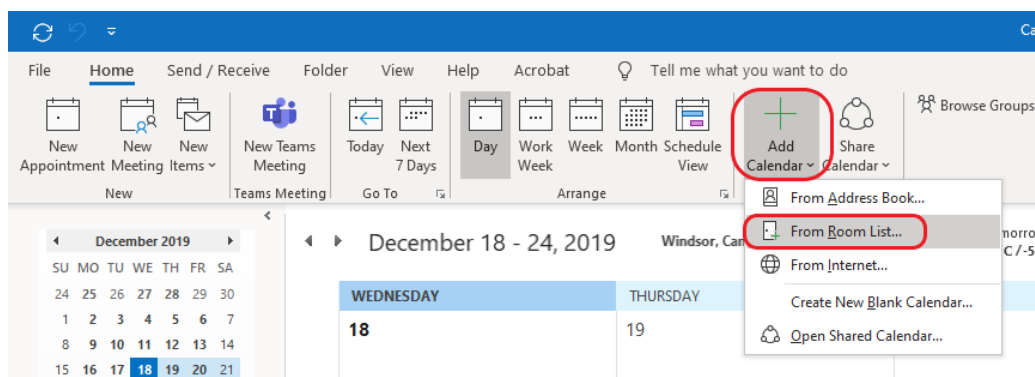 Ca
File Home Send / Receive Folder View Help Acrobat Tell me what you want to do
New Appointment
New Meeting
New Items
New Teams Meeting
Today
Next 7 Days
Day
Work Week
Week
Month
Schedule View
Add Calendar
Share Calendar
Browse Groups
New
Teams Meeting
Go To
Arrange
From Address Book...
From Room List...
From Internet...
Create New Blank Calendar...
Open Shared Calendar...
December 2019
SU MO TU WE TH FR SA
24 25 26 27 28 29 30
1 2 3 4 5 6 7
8 9 10 11 12 13 14
15 16 17 18 19 20 21
December 18 - 24, 2019
Windsor, Can
morro
C / -5
WEDNESDAY
THURSDAY
18
19